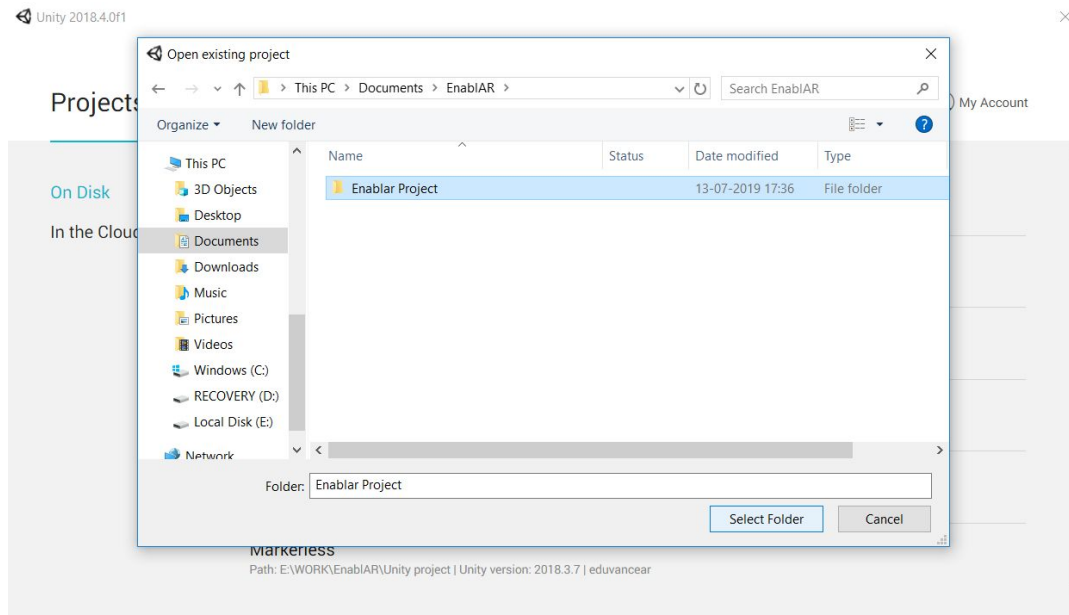 Unity 2018.4.0f1
Open existing project
This PC > Documents > EnablAR >
Search EnablAR
Projects
My Account
Organize
New folder
?
Name
Status
Date modified
Type
This PC
3D Objects
Desktop
Documents
Downloads
Music
Pictures
Videos
Windows (C:)
RECOVERY (D:)
Local Disk (E:)
Network
Enablar Project
13-07-2019 17:36
File folder
On Disk
In the Cloud
Folder:
Enablar Project
Select Folder
Cancel
Markerless
Path: E:\WORK\EnablAR\Unity project | Unity version: 2018.3.7 | eduvancear